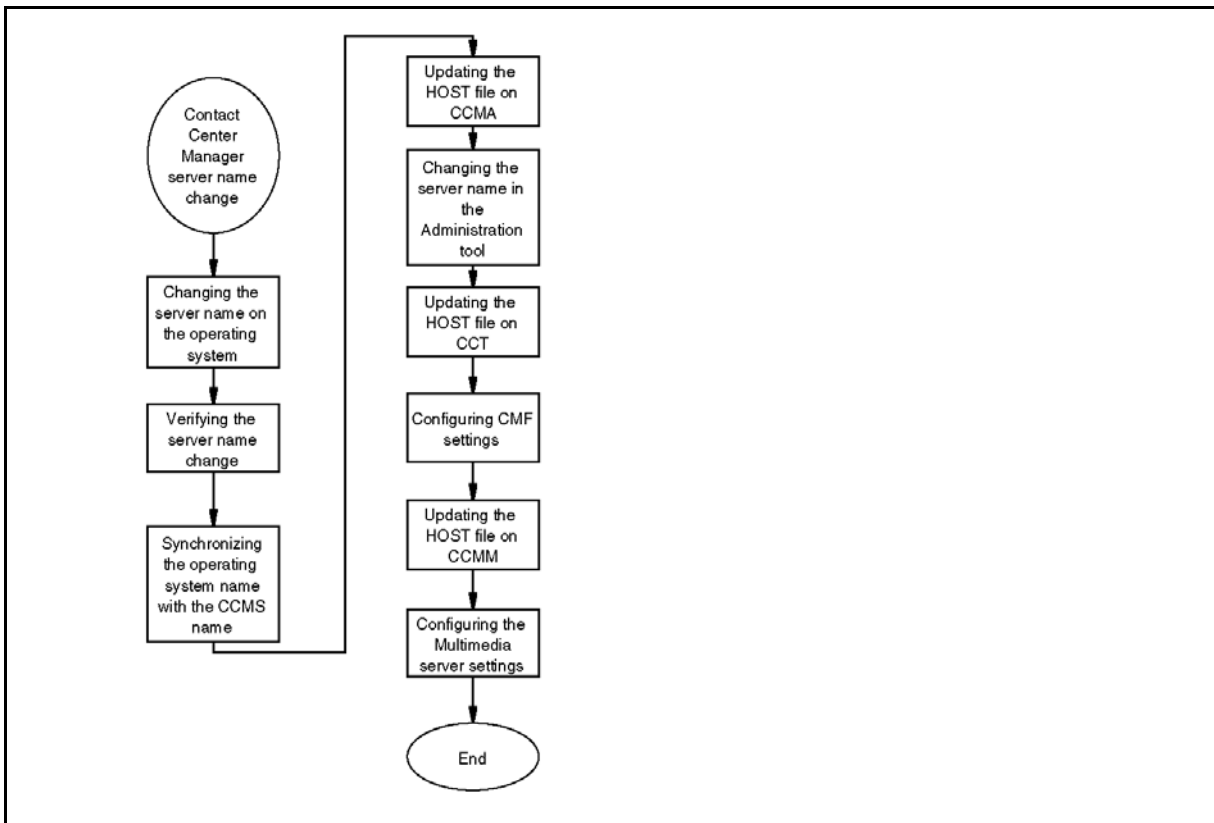 Contact
Center
Manager
server name
change
Changing the
server name on
the operating
system
Verifying the
server name
change
Synchronizing
the operating
system name
with the CCMS
name
Updating the
HOST file on
CCMA
Changing the
server name in
the
Administration
tool
Updating the
HOST file on
CCT
Configuring CMF
settings
Updating the
HOST file on
CCMM
Configuring the
Multimedia
server settings
End